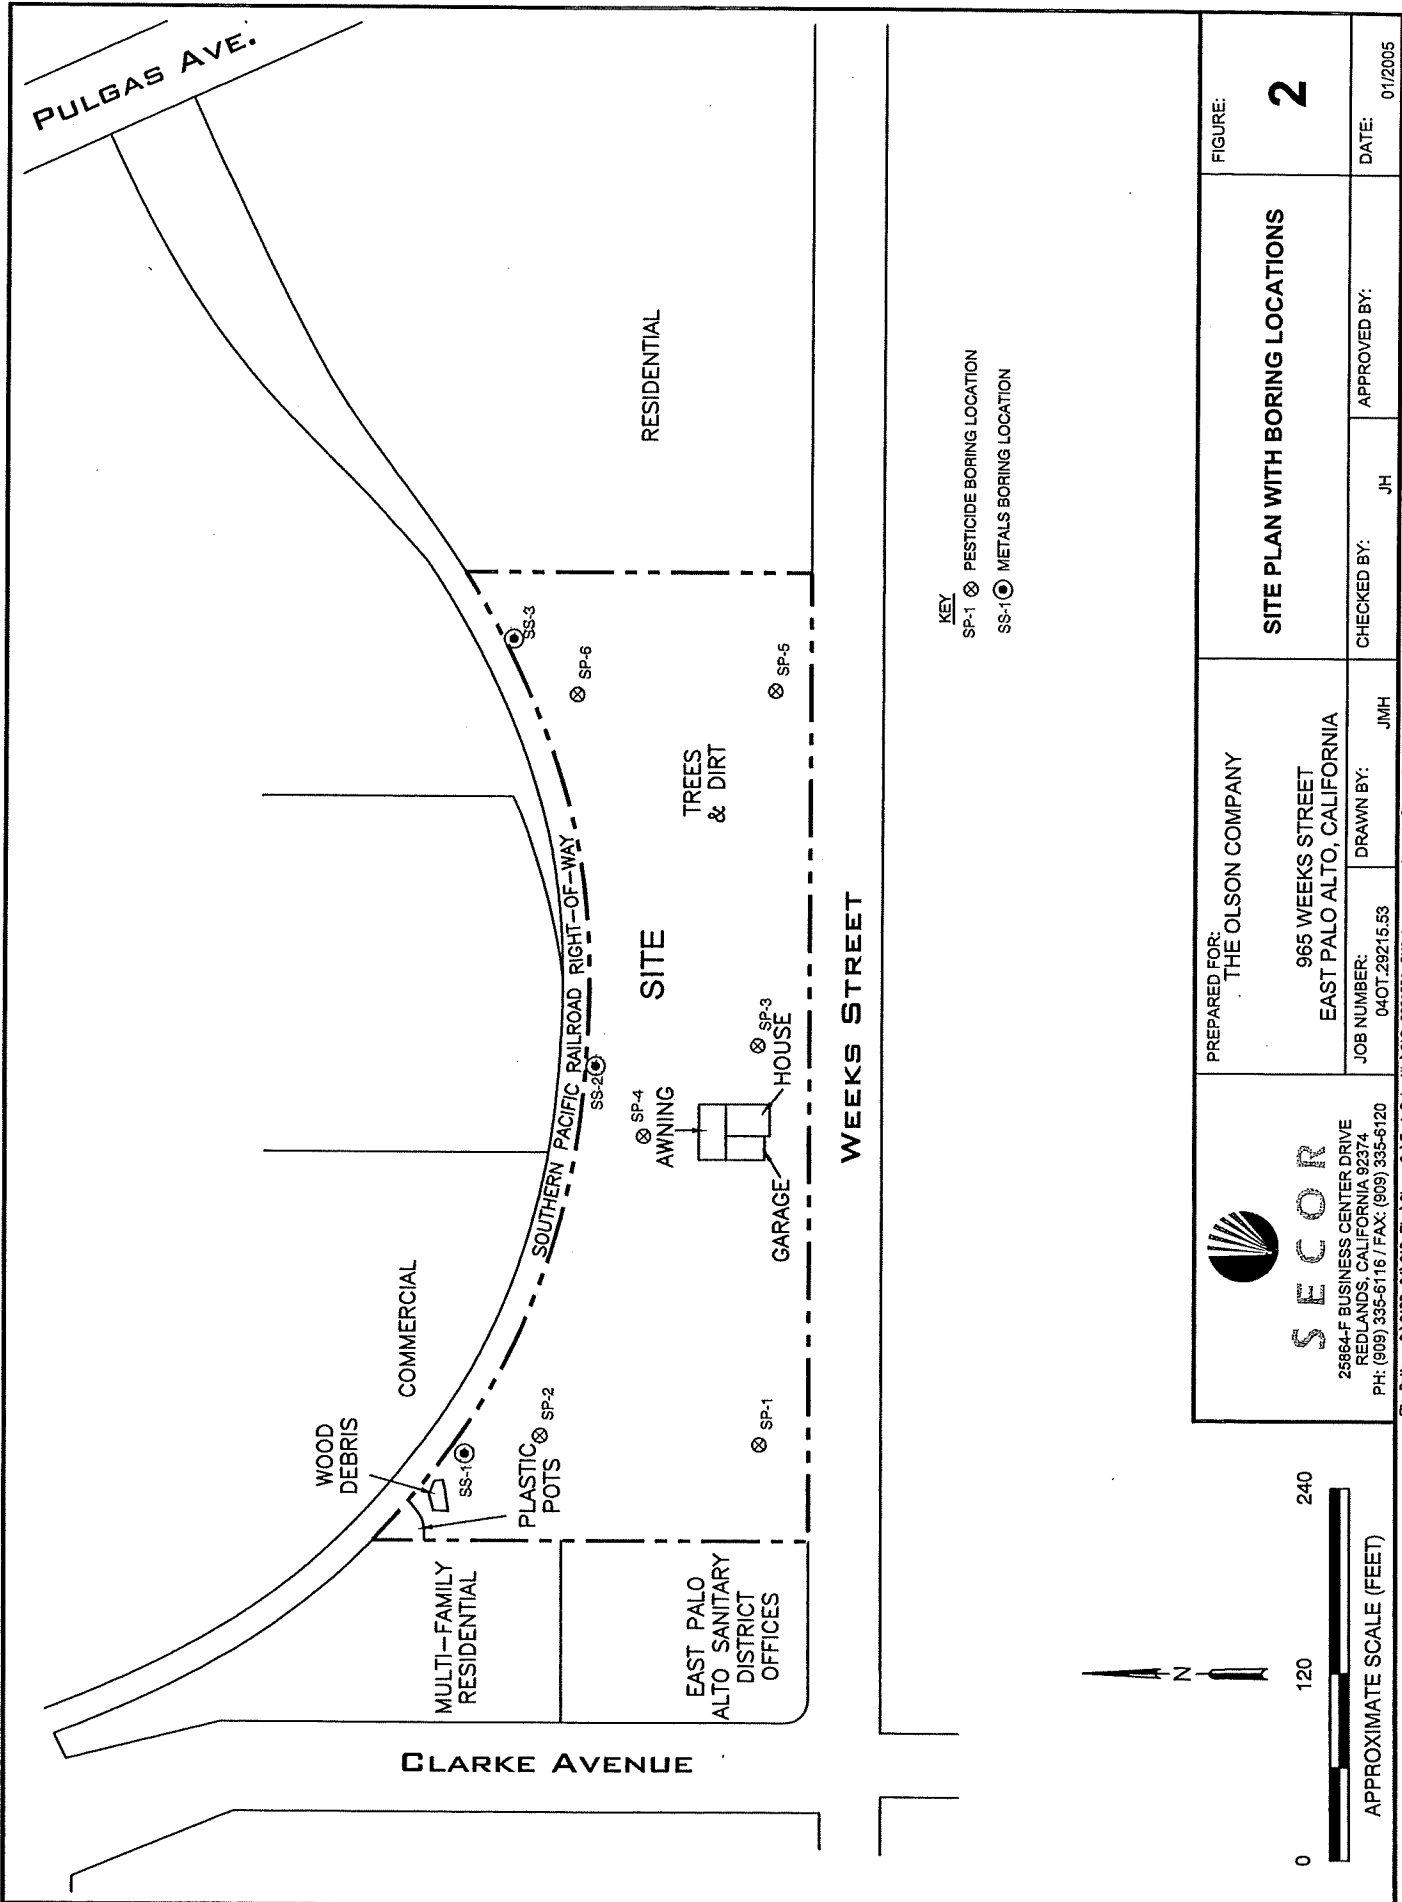 PULGAS AVE.
RESIDENTIAL
SS-3
SP-6
SP-5
TREES
& DIRT
SOUTHERN PACIFIC RAILROAD RIGHT-OF-WAY
SITE
SS-2
SP-4
AWNING
SP-3
HOUSE
GARAGE
COMMERCIAL
WOOD
DEBRIS
SS-1
SP-2
PLASTIC
POTS
SP-1
MULTI-FAMILY
RESIDENTIAL
EAST PALO
ALTO SANITARY
DISTRICT
OFFICES
WEEKS STREET
CLARKE AVENUE
KEY
SP-1 PESTICIDE BORING LOCATION
SS-1 METALS BORING LOCATION
N
0 120 240
APPROXIMATE SCALE (FEET)
SECOR
25864-F BUSINESS CENTER DRIVE
REDLANDS, CALIFORNIA 92374
PH: (909) 335-6116 / FAX: (909) 335-6120
PREPARED FOR:
THE OLSON COMPANY
965 WEEKS STREET
EAST PALO ALTO, CALIFORNIA
JOB NUMBER:
04OT.29215.53
DRAWN BY:
JMH
SITE PLAN WITH BORING LOCATIONS
CHECKED BY:
JH
APPROVED BY:
FIGURE:
2
DATE:
01/2005